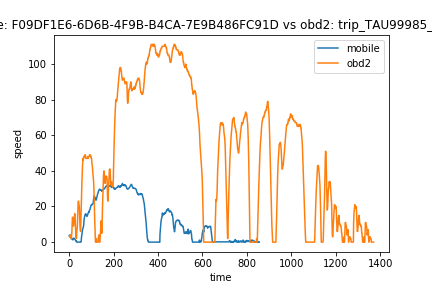 e: F09DF1E6-6D6B-4F9B-B4CA-7E9B486FC91D vs obd2: trip_TAU99985_
mobile
obd2
speed
100
80
60
40
20
0
0 200 400 600 800 1000 1200 1400
time